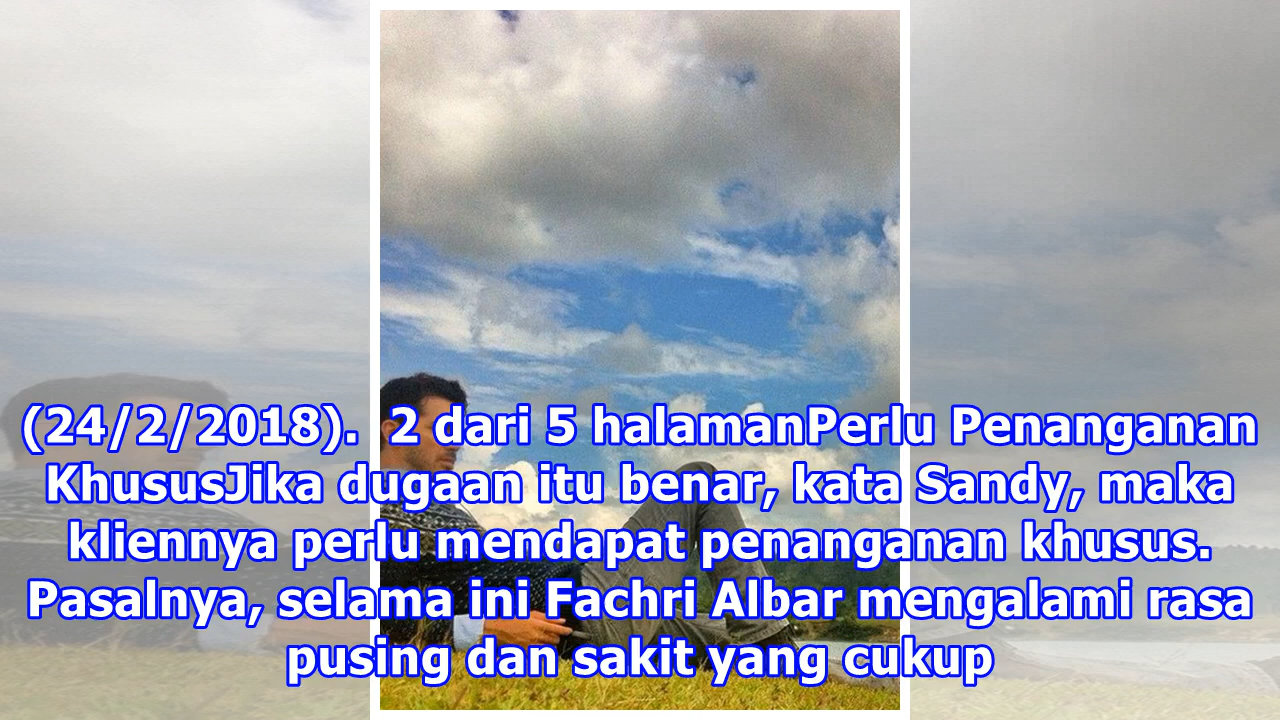 (24/2/2018).  2 dari 5 halamanPerlu Penanganan
KhususJika dugaan itu benar, kata Sandy, maka
kliennya perlu mendapat penanganan khusus.
Pasalnya, selama ini Fachri Albar mengalami rasa
pusing dan sakit yang cukup